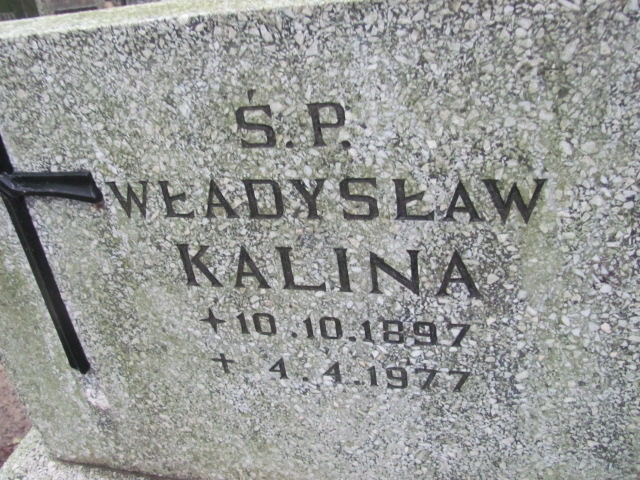 Ś.P.
WŁADYSŁAW
KALINA
+10.10.1897
+ 4.4.1977